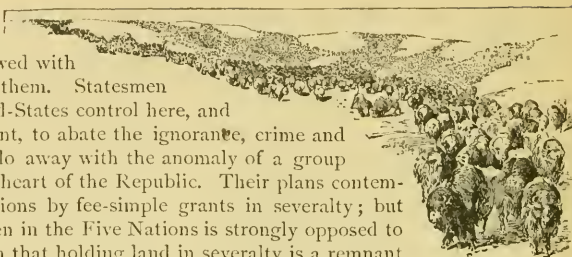 ved with
them. Statesmen
l-States control here, and
nt, to abate the ignorance, crime and
lo away with the anomaly of a group
heart of the Republic. Their plans contem-
ions by fee-simple grants in severalty; but
en in the Five Nations is strongly opposed to
that holding land in severalty is a remnant